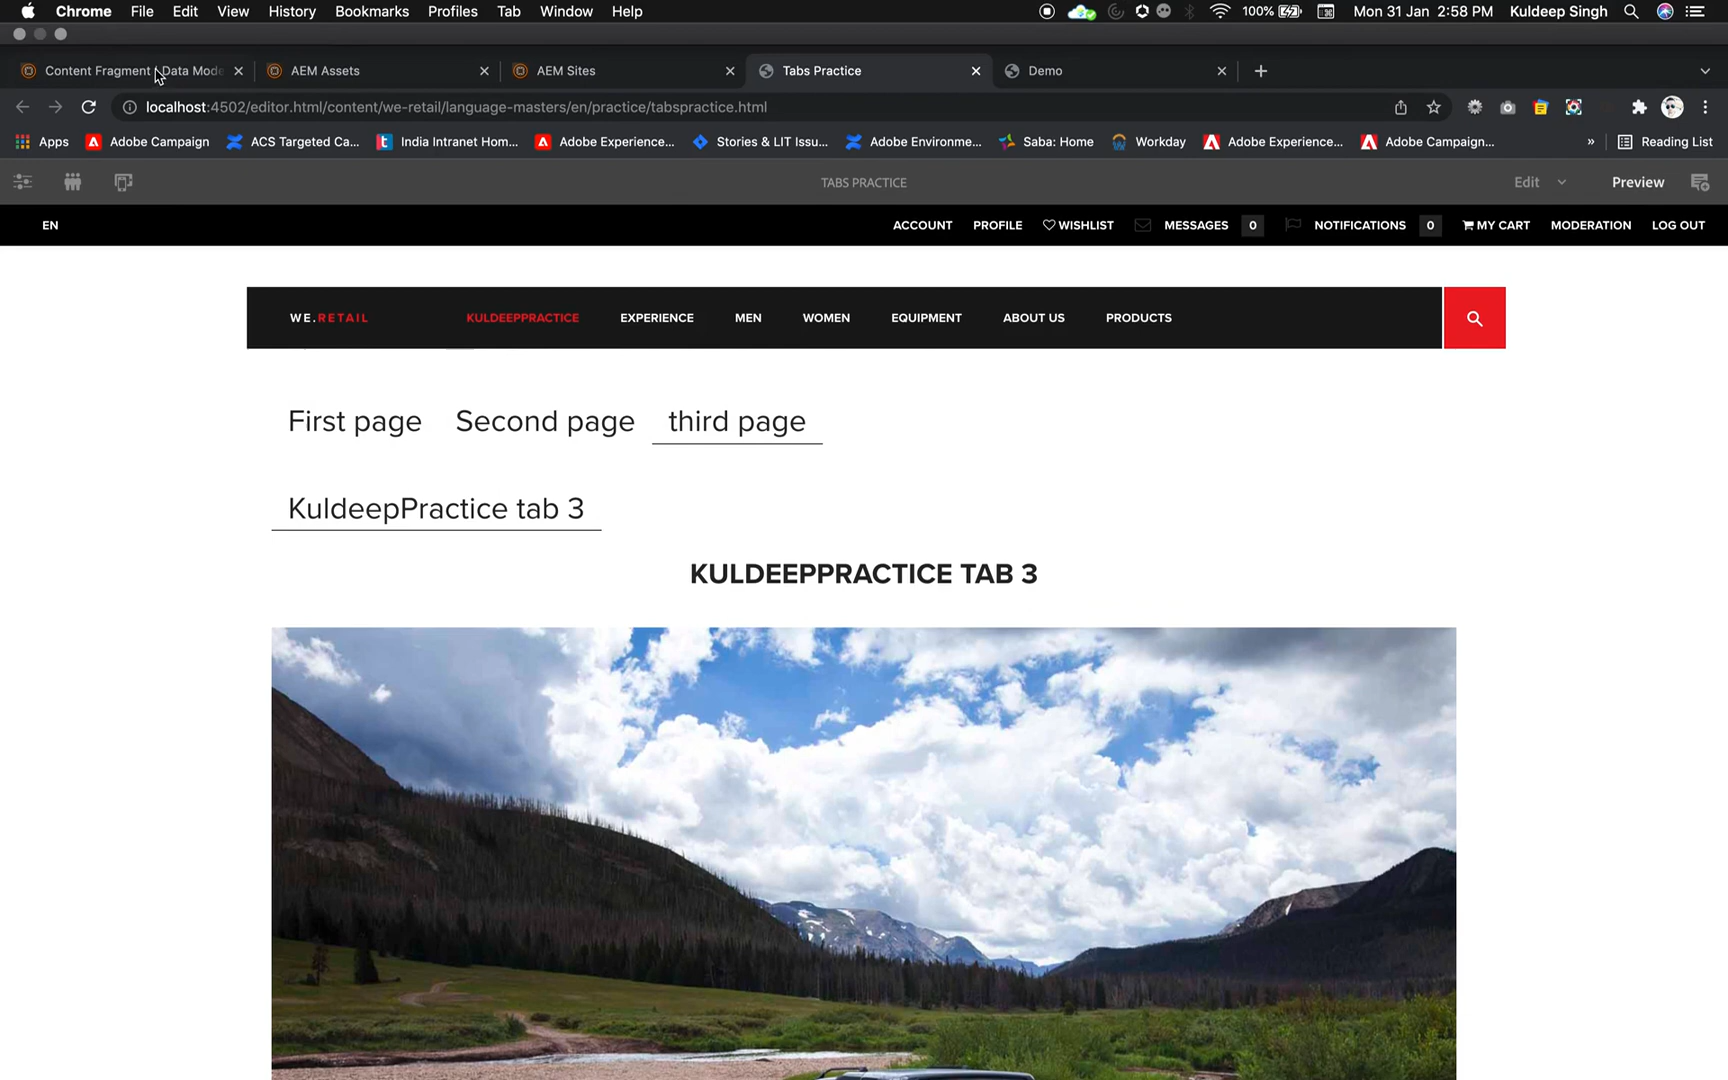 Chrome File Edit View History Bookmarks Profiles Tab Window Help 100% Mon 31 Jan 2:58 PM Kuldeep Singh
Content Fragment | Data Mode AEM Assets AEM Sites Tabs Practice Demo
localhost:4502/editor.html/content/we-retail/language-masters/en/practice/tabspractice.html
Apps Adobe Campaign ACS Targeted Ca... India Intranet Hom... Adobe Experience... Stories & LIT Issu... Adobe Environme... Saba: Home Workday Adobe Experience... Adobe Campaign... » Reading List
TABS PRACTICE Edit Preview
EN ACCOUNT PROFILE WISHLIST MESSAGES 0 NOTIFICATIONS 0 MY CART MODERATION LOG OUT
WE.RETAIL KULDEEPPRACTICE EXPERIENCE MEN WOMEN EQUIPMENT ABOUT US PRODUCTS
First page Second page third page
KuldeepPractice tab 3
KULDEEPPRACTICE TAB 3